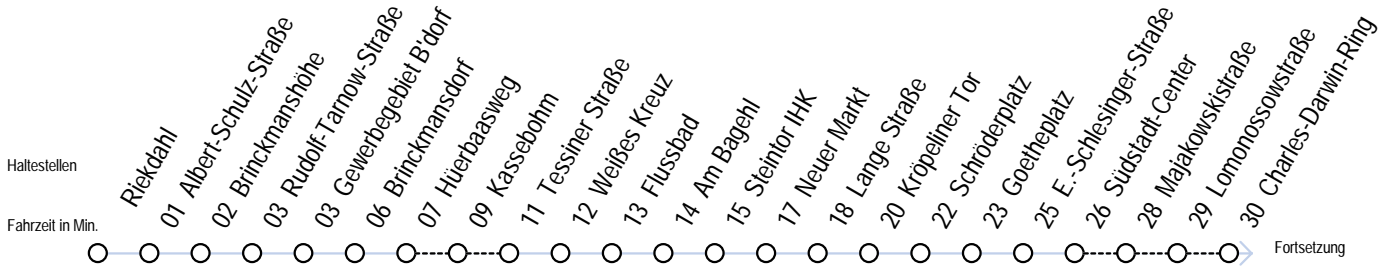 Haltestellen
Fahrzeit in Min.
Riekdahl
01 Albert-Schulz-Straße
02 Brinckmanshöhe
03 Rudolf-Tarnow-Straße
03 Gewerbegebiet B'dorf
06 Brinckmansdorf
07 Hüerbaasweg
09 Kassebohm
11 Tessiner Straße
12 Weißes Kreuz
13 Flussbad
14 Am Bagehl
15 Steintor IHK
17 Neuer Markt
18 Lange Straße
20 Kröpeliner Tor
22 Schröderplatz
23 Goetheplatz
25 E.-Schlesinger-Straße
26 Südstadt-Center
28 Majakowskistraße
29 Lomonossowstraße
30 Charles-Darwin-Ring
Fortsetzung